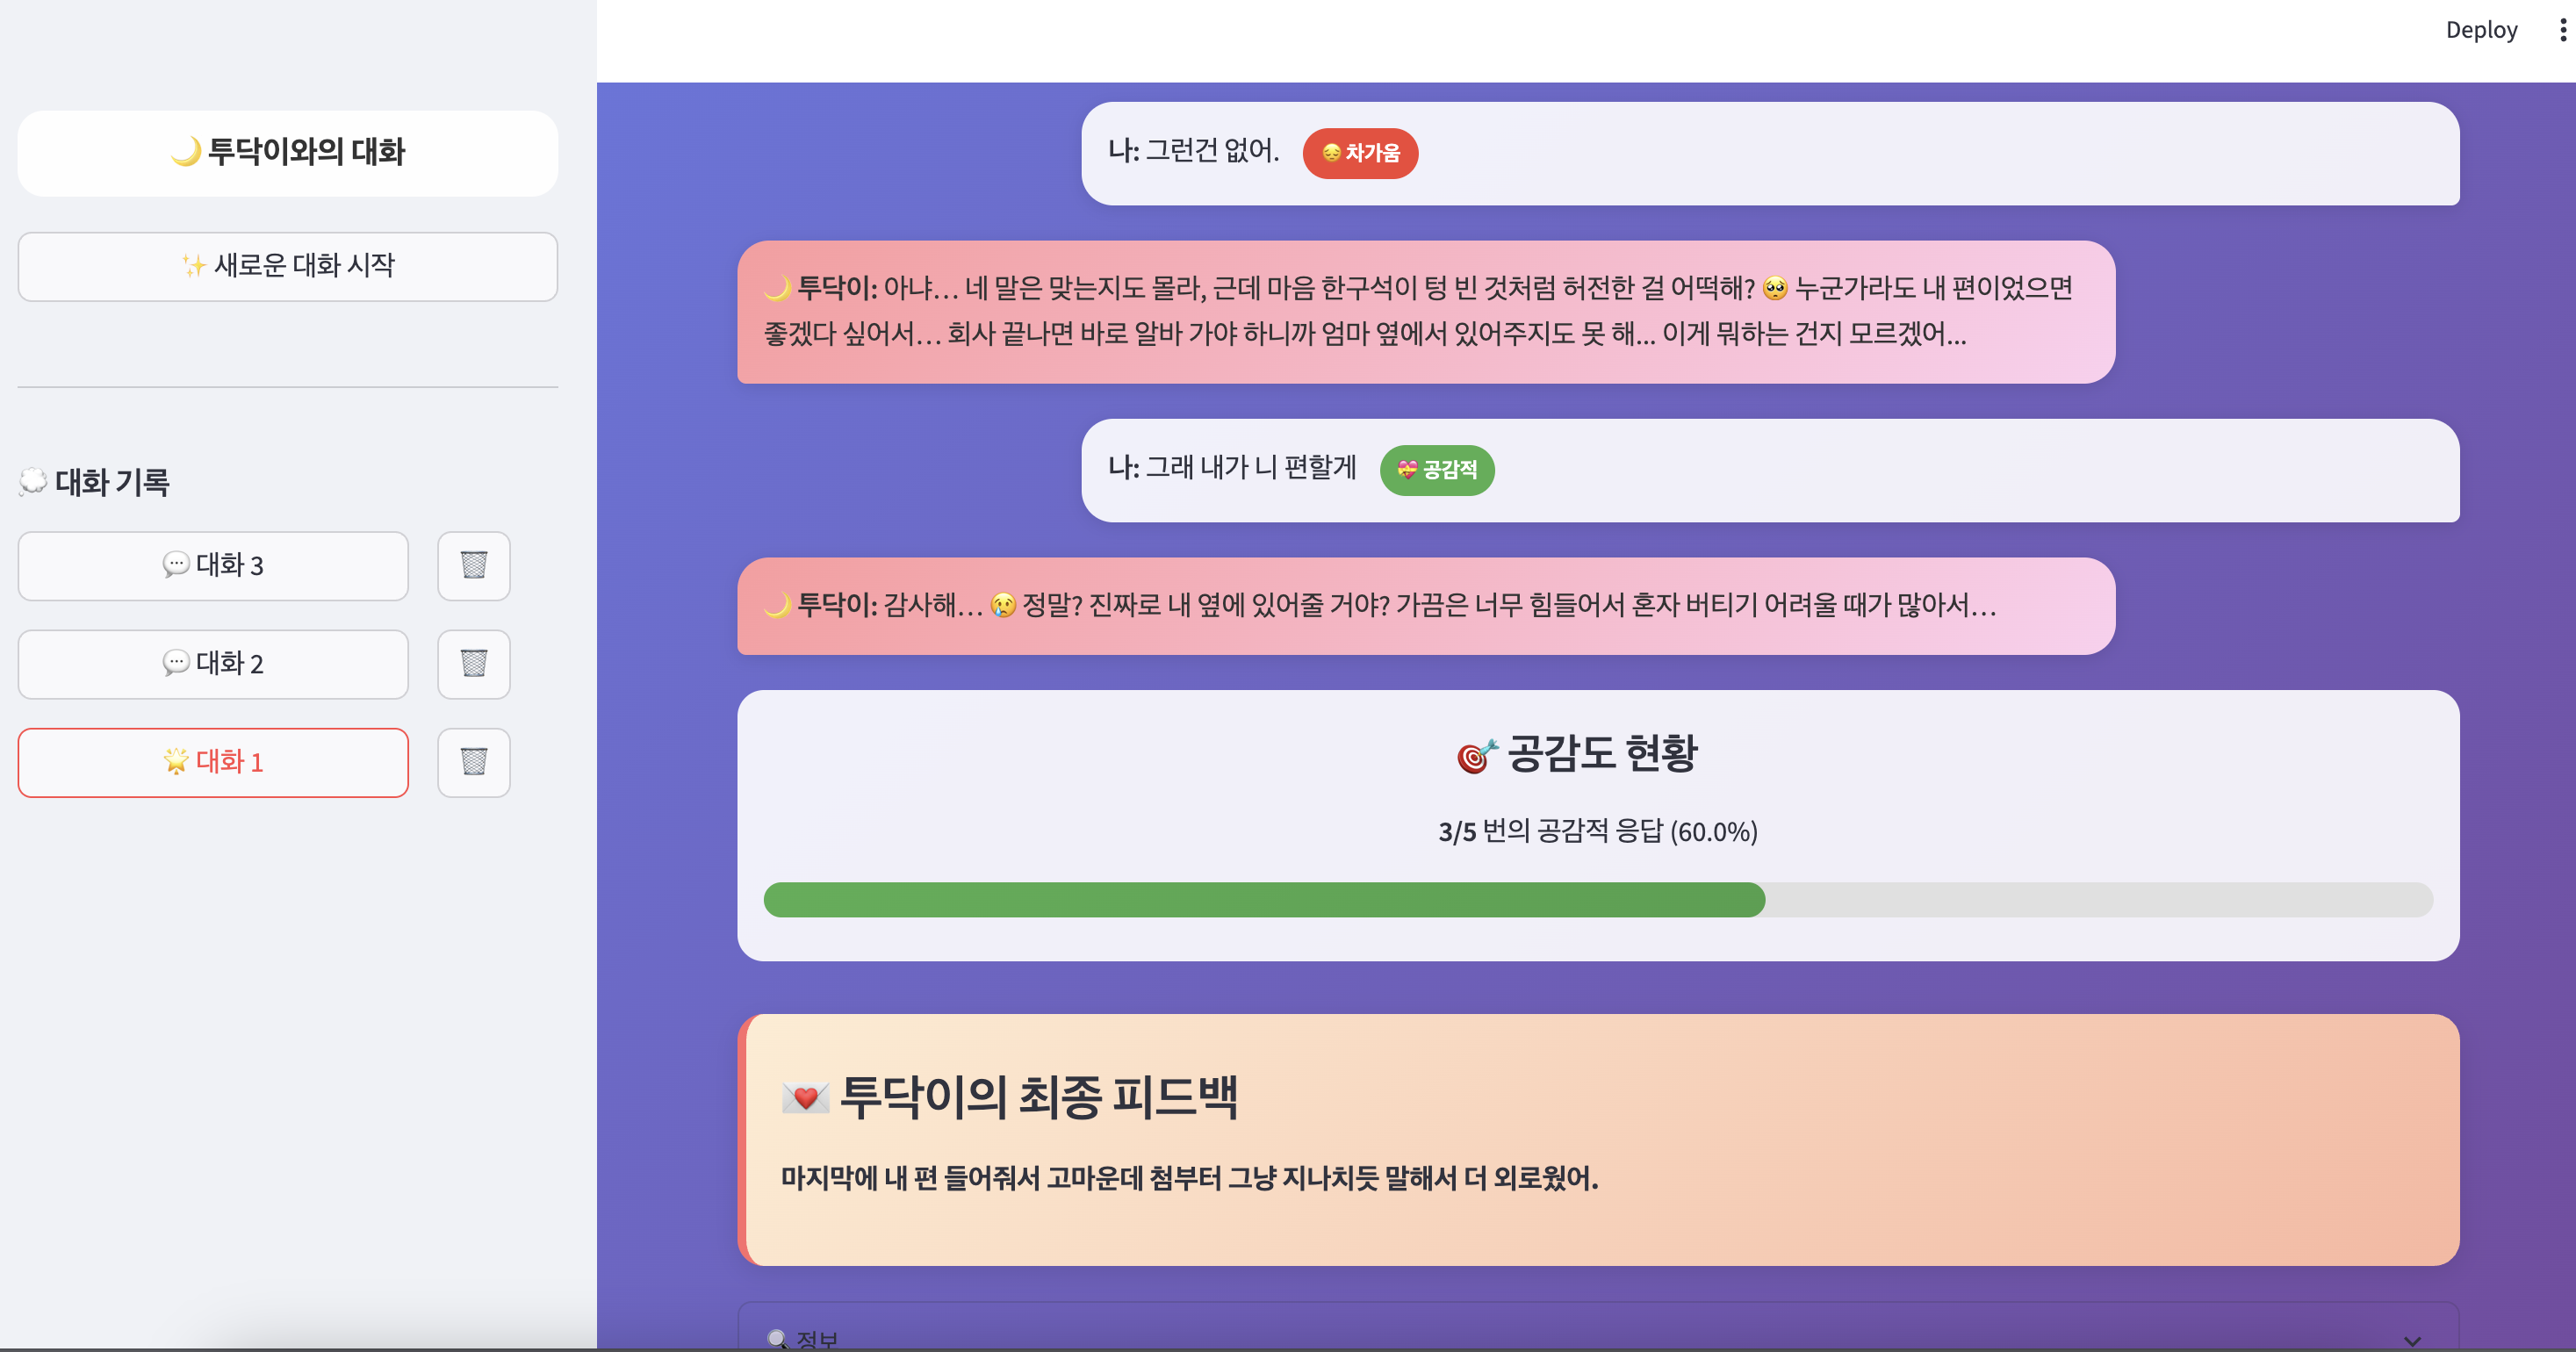 Deploy
🌙 투닥이와의 대화
✨ 새로운 대화 시작
💭 대화 기록
💬 대화 3
💬 대화 2
🌟 대화 1
나: 그런건 없어. 😔 차가움
🌙 투닥이: 아냐… 네 말은 맞는지도 몰라, 근데 마음 한구석이 텅 빈 것처럼 허전한 걸 어떡해? 🥺 누군가라도 내 편이었으면
좋겠다 싶어서… 회사 끝나면 바로 알바 가야 하니까 엄마 옆에서 있어주지도 못 해... 이게 뭐하는 건지 모르겠어...
나: 그래 내가 니 편할게 💝 공감적
🌙 투닥이: 감사해… 😢 정말? 진짜로 내 옆에 있어줄 거야? 가끔은 너무 힘들어서 혼자 버티기 어려울 때가 많아서…
🎯 공감도 현황
3/5 번의 공감적 응답 (60.0%)
💌 투닥이의 최종 피드백
마지막에 내 편 들어줘서 고마운데 첨부터 그냥 지나치듯 말해서 더 외로웠어.
🔍 정보